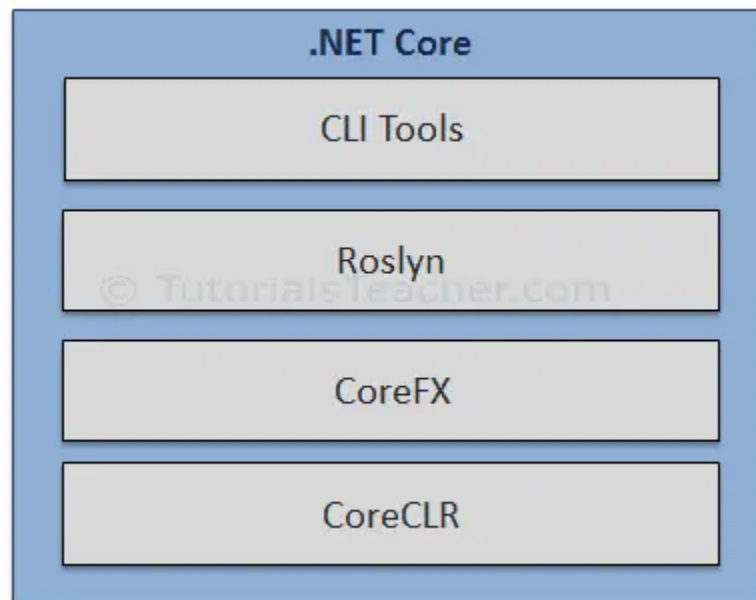 .NET Core
CLI Tools
Roslyn
© TutorialsTeacher.com
CoreFX
CoreCLR